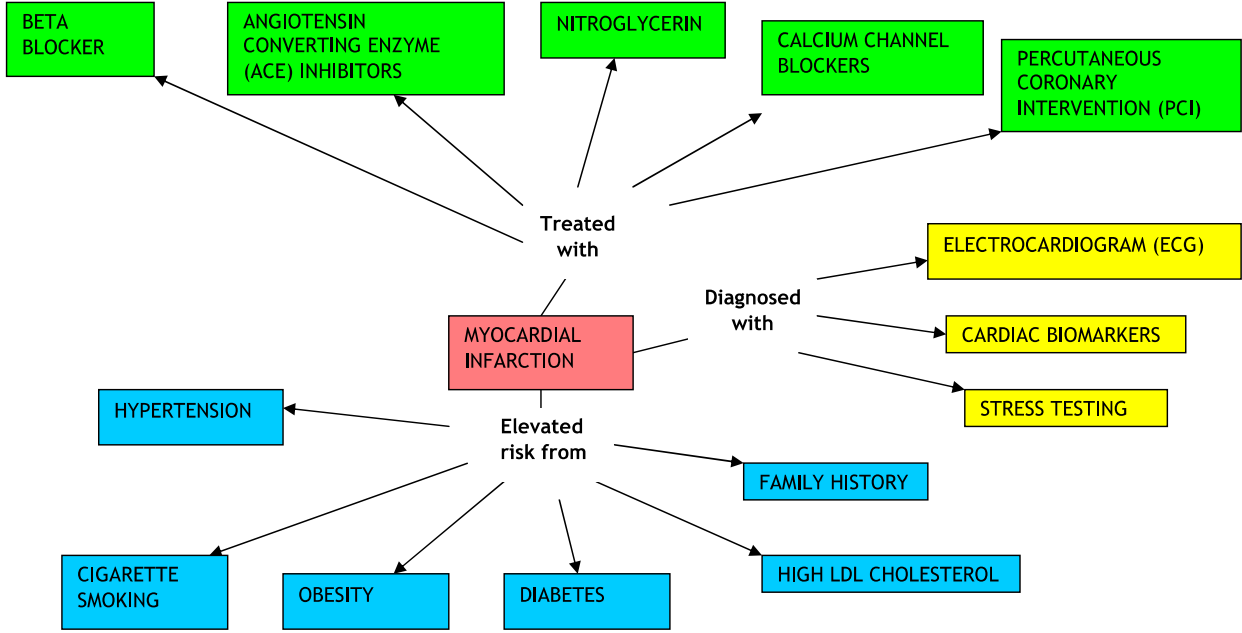 BETA
BLOCKER
ANGIOTENSIN
CONVERTING ENZYME
(ACE) INHIBITORS
NITROGLYCERIN
CALCIUM CHANNEL
BLOCKERS
PERCUTANEOUS
CORONARY
INTERVENTION (PCI)
Treated
with
ELECTROCARDIOGRAM (ECG)
Diagnosed
with
CARDIAC BIOMARKERS
STRESS TESTING
MYOCARDIAL
INFARCTION
HYPERTENSION
Elevated
risk from
FAMILY HISTORY
CIGARETTE
SMOKING
OBESITY
DIABETES
HIGH LDL CHOLESTEROL